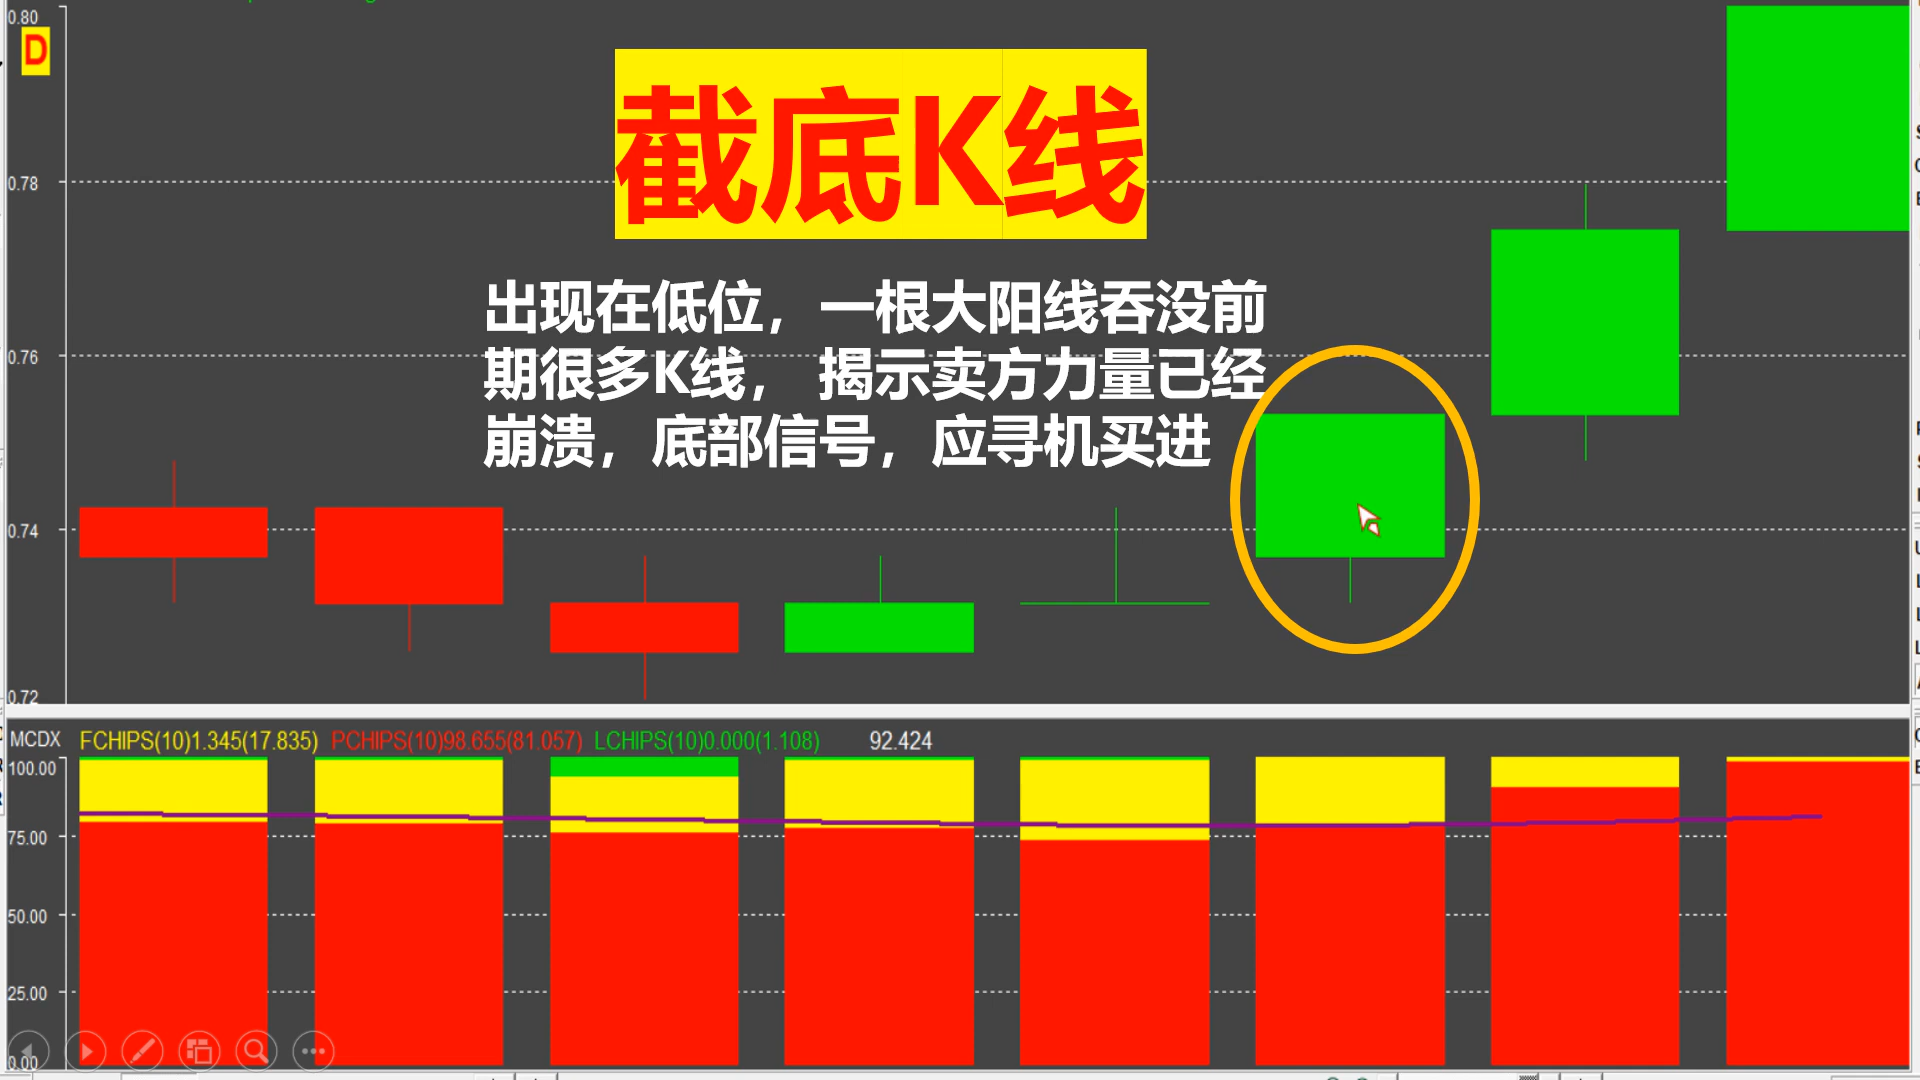 0.80
D
截底K线
0.78
出现在低位，一根大阳线吞没前
0.76
期很多K线， 揭示卖方力量已经
崩溃，底部信号，应寻机买进
0.74
0.72
MCDX FCHIPS(10)1.345(17.835) PCHIPS(10)98.655(81.057) LCHIPS(10)0.000(1.108) 92.424
100.00
75.00
50.00
25.00
0.00